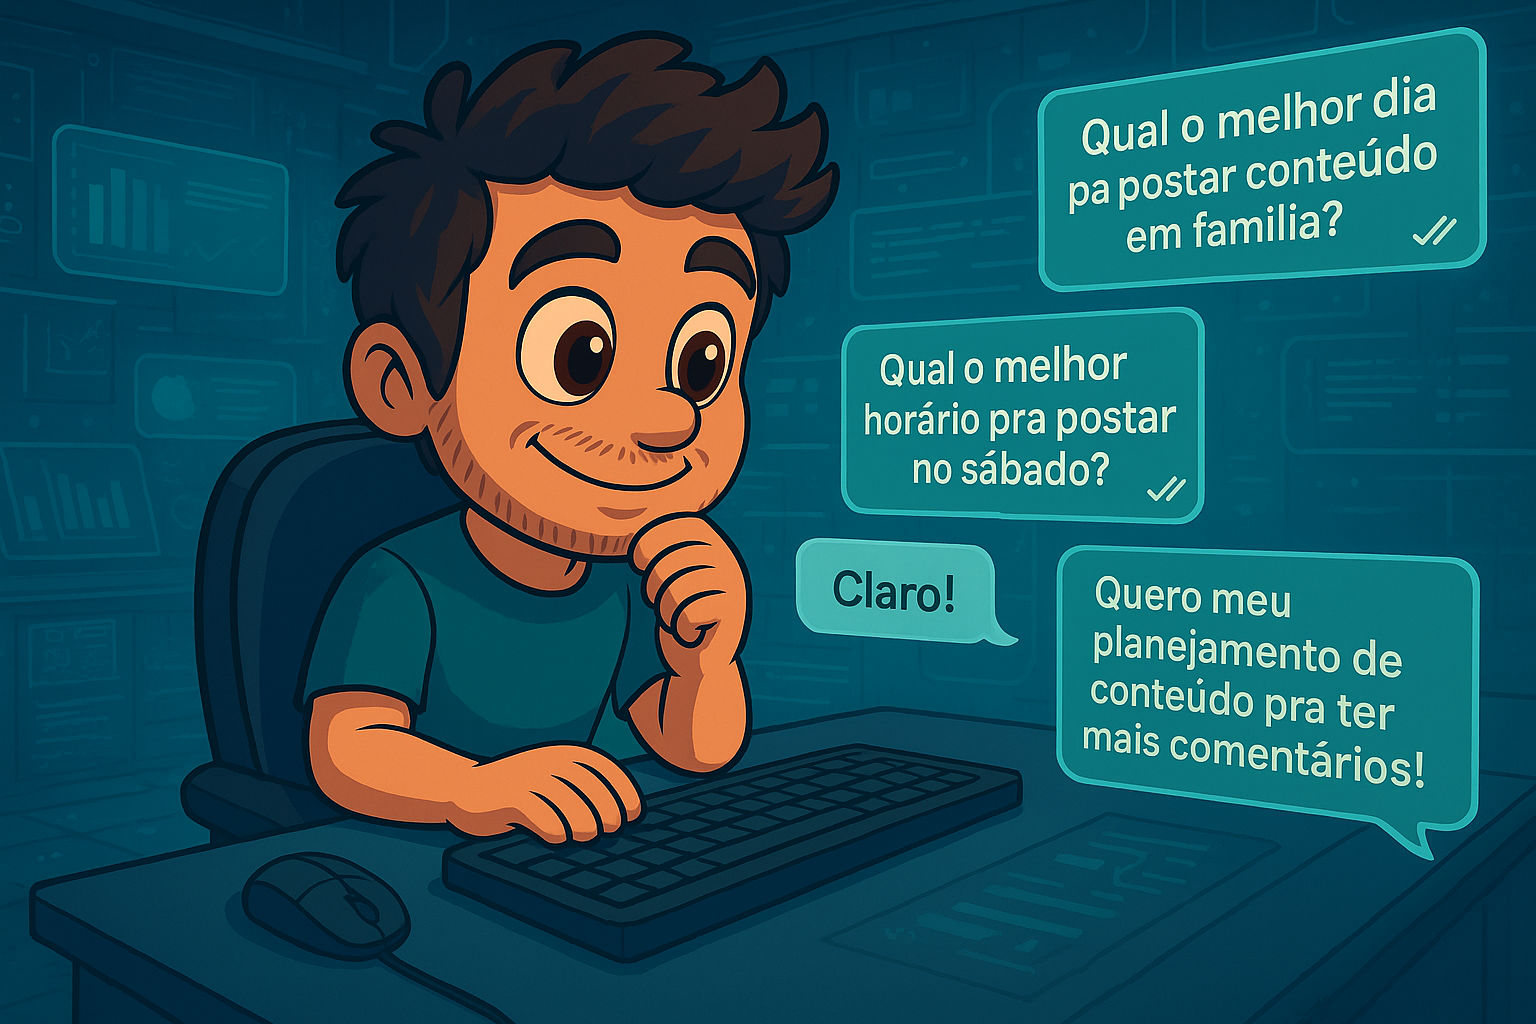 Qual o melhor dia
pa postar conteúdo
em familia?
Qual o melhor
horário pra postar
no sábado?
Claro!
Quero meu
planejamento de
conteúdo pra ter
mais comentários!